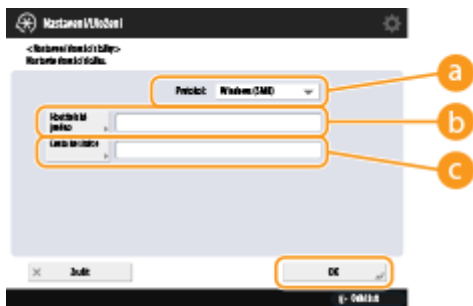 Nastavení/Uložení
<Nastavení domácí složky>
Nastavte domácí složku.
Protokol: Windows (SMB)
a
Hostitelské
jméno
b
Cesta ke složce
c
Zrušit
OK
Odhlásit